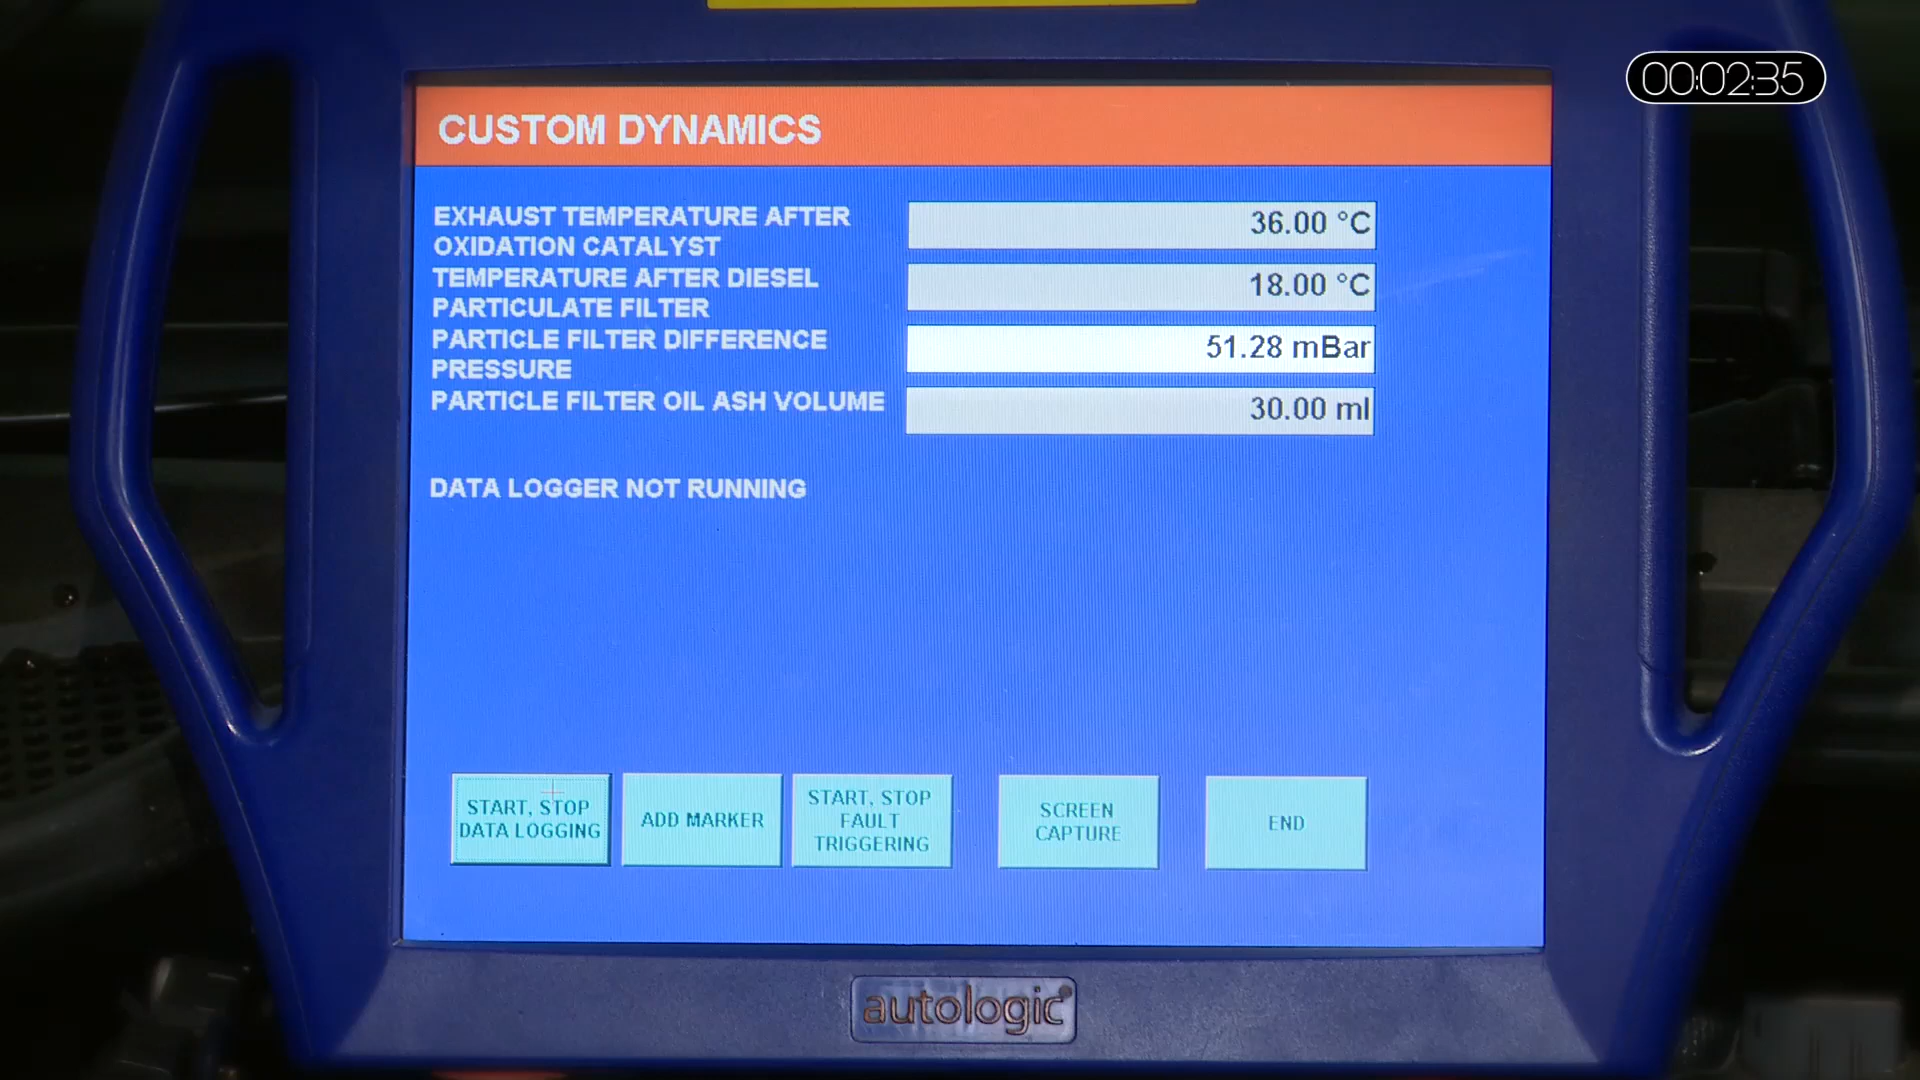 00:02:35
CUSTOM DYNAMICS
EXHAUST TEMPERATURE AFTER
OXIDATION CATALYST
36.00 °C
TEMPERATURE AFTER DIESEL
PARTICULATE FILTER
18.00 °C
PARTICLE FILTER DIFFERENCE
PRESSURE
51.28 mBar
PARTICLE FILTER OIL ASH VOLUME
30.00 ml
DATA LOGGER NOT RUNNING
START, STOP
DATA LOGGING
ADD MARKER
START, STOP
FAULT
TRIGGERING
SCREEN
CAPTURE
END
autologic